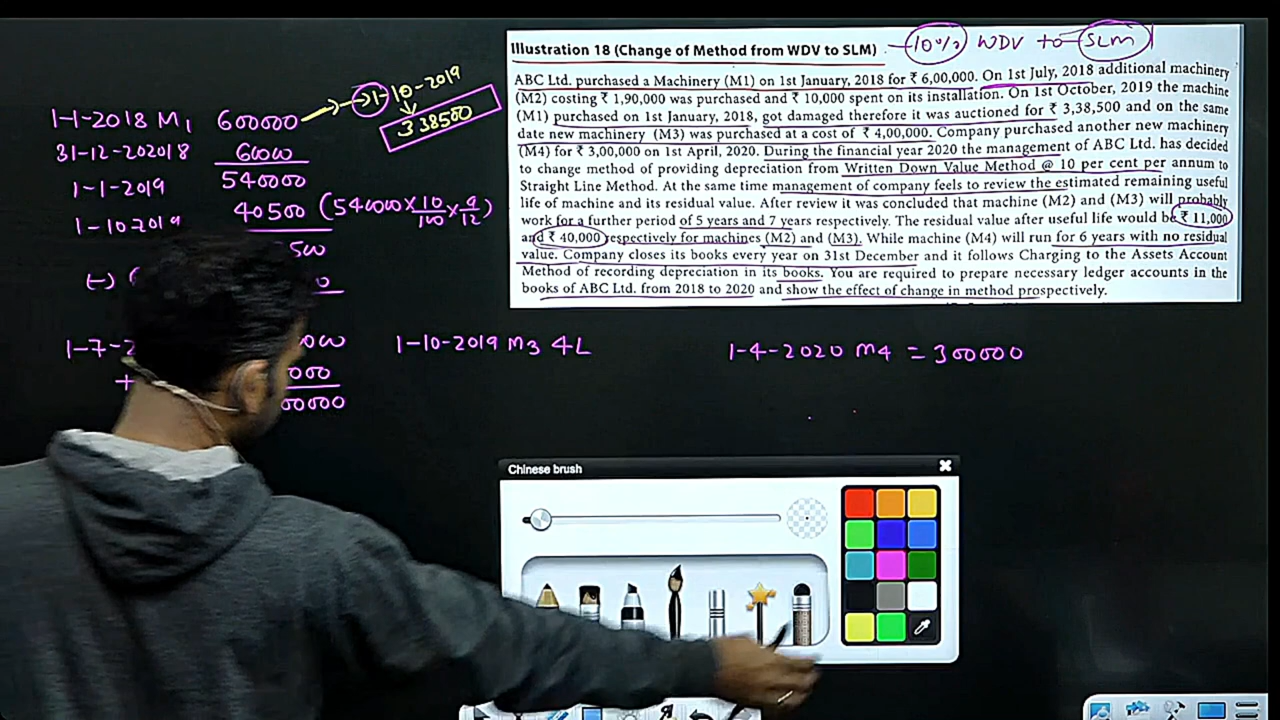 Illustration 18 (Change of Method from WDV to SLM) - 10% WDV to SLM
ABC Ltd. purchased a Machinery (M1) on 1st January, 2018 for ₹ 6,00,000. On 1st July, 2018 additional machinery
(M2) costing ₹ 1,90,000 was purchased and ₹ 10,000 spent on its installation. On 1st October, 2019 the machine
(M1) purchased on 1st January, 2018, got damaged therefore it was auctioned for ₹ 3,38,500 and on the same
date new machinery (M3) was purchased at a cost of ₹ 4,00,000. Company purchased another new machinery
(M4) for ₹ 3,00,000 on 1st April, 2020. During the financial year 2020 the management of ABC Ltd. has decided
to change method of providing depreciation from Written Down Value Method @ 10 per cent per annum to
Straight Line Method. At the same time management of company feels to review the estimated remaining useful
life of machine and its residual value. After review it was concluded that machine (M2) and (M3) will probably
work for a further period of 5 years and 7 years respectively. The residual value after useful life would be ₹ 11,000
and ₹ 40,000 respectively for machines (M2) and (M3). While machine (M4) will run for 6 years with no residual
value. Company closes its books every year on 31st December and it follows Charging to the Assets Account
Method of recording depreciation in its books. You are required to prepare necessary ledger accounts in the
books of ABC Ltd. from 2018 to 2020 and show the effect of change in method prospectively.
1-10-2019
338500
1-1-2018 M1 600000
31-12-202018 60000
1-1-2019 540000
1-10-2019 40500 (540000 × 10/100 × 9/12)
500
(-) ( 0
1-7-2 0000
+ 000
00000
1-10-2019 M3 4L
1-4-2020 M4 = 300000
Chinese brush